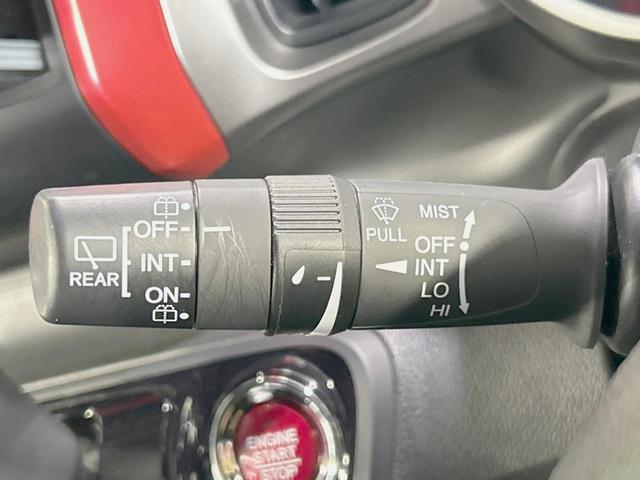 OFF
INT
ON
REAR
PULL
MIST
OFF
INT
LO
HI
ENGINE
START
STOP